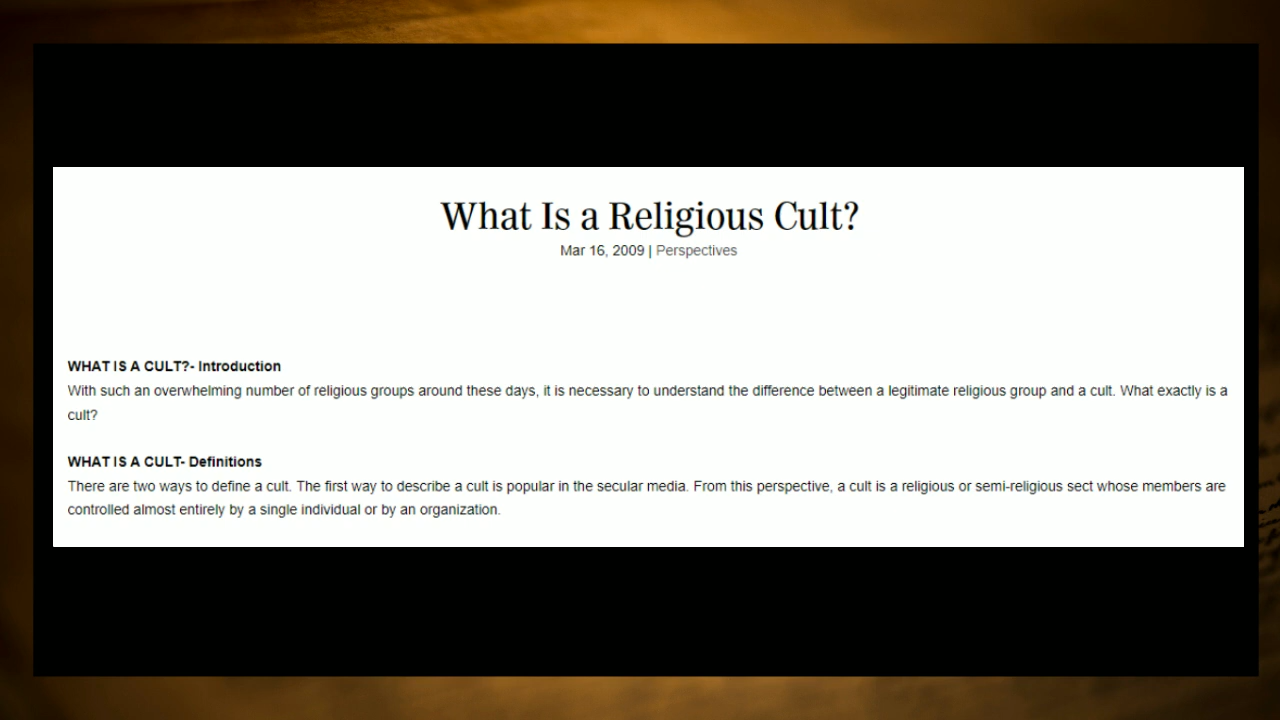 What Is a Religious Cult?
Mar 16, 2009 | Perspectives
WHAT IS A CULT?- Introduction
With such an overwhelming number of religious groups around these days, it is necessary to understand the difference between a legitimate religious group and a cult. What exactly is a
cult?
WHAT IS A CULT- Definitions
There are two ways to define a cult. The first way to describe a cult is popular in the secular media. From this perspective, a cult is a religious or semi-religious sect whose members are
controlled almost entirely by a single individual or by an organization.